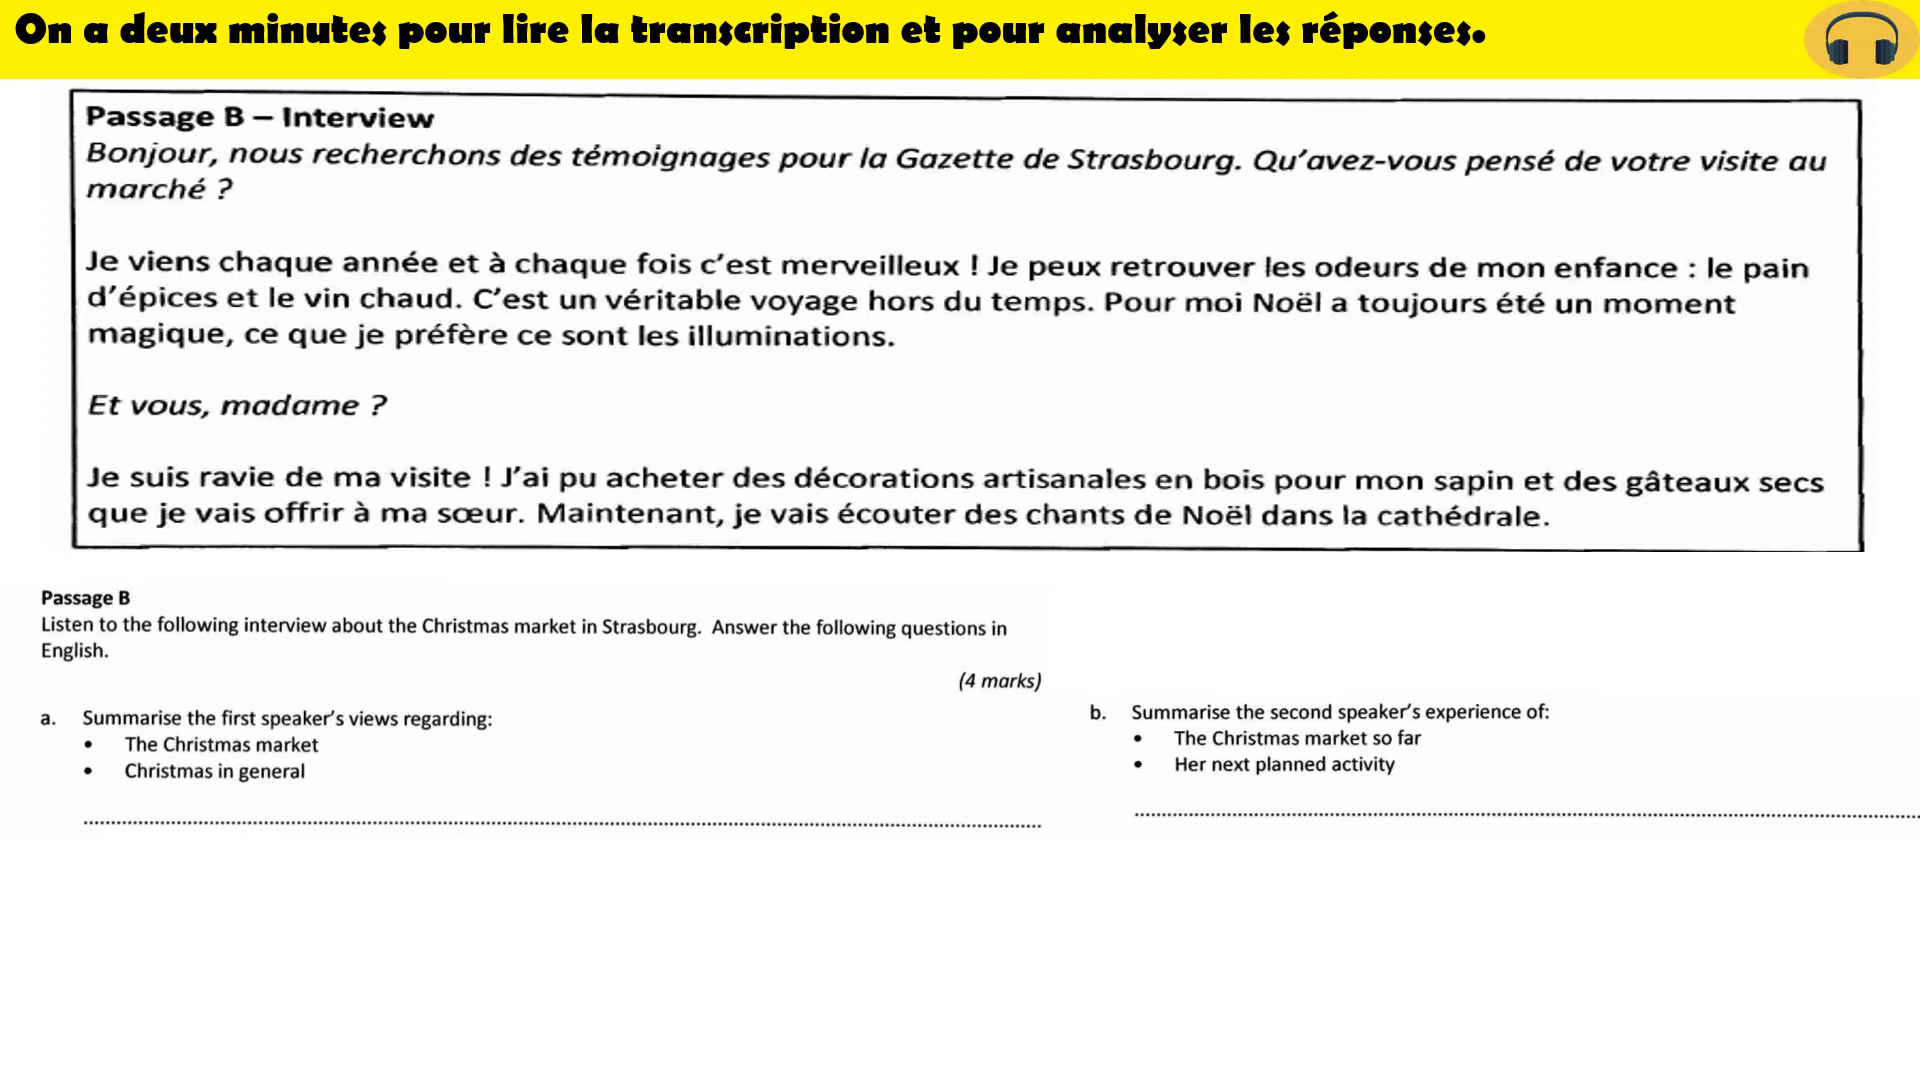 On a deux minutes pour lire la transcription et pour analyser les réponses.
Passage B – Interview
Bonjour, nous recherchons des témoignages pour la Gazette de Strasbourg. Qu'avez-vous pensé de votre visite au
marché ?
Je viens chaque année et à chaque fois c'est merveilleux ! Je peux retrouver les odeurs de mon enfance : le pain
d'épices et le vin chaud. C'est un véritable voyage hors du temps. Pour moi Noël a toujours été un moment
magique, ce que je préfère ce sont les illuminations.
Et vous, madame ?
Je suis ravie de ma visite ! J'ai pu acheter des décorations artisanales en bois pour mon sapin et des gâteaux secs
que je vais offrir à ma sœur. Maintenant, je vais écouter des chants de Noël dans la cathédrale.
Passage B
Listen to the following interview about the Christmas market in Strasbourg. Answer the following questions in
English.
(4 marks)
a. Summarise the first speaker's views regarding:
• The Christmas market
• Christmas in general
b. Summarise the second speaker's experience of:
• The Christmas market so far
• Her next planned activity